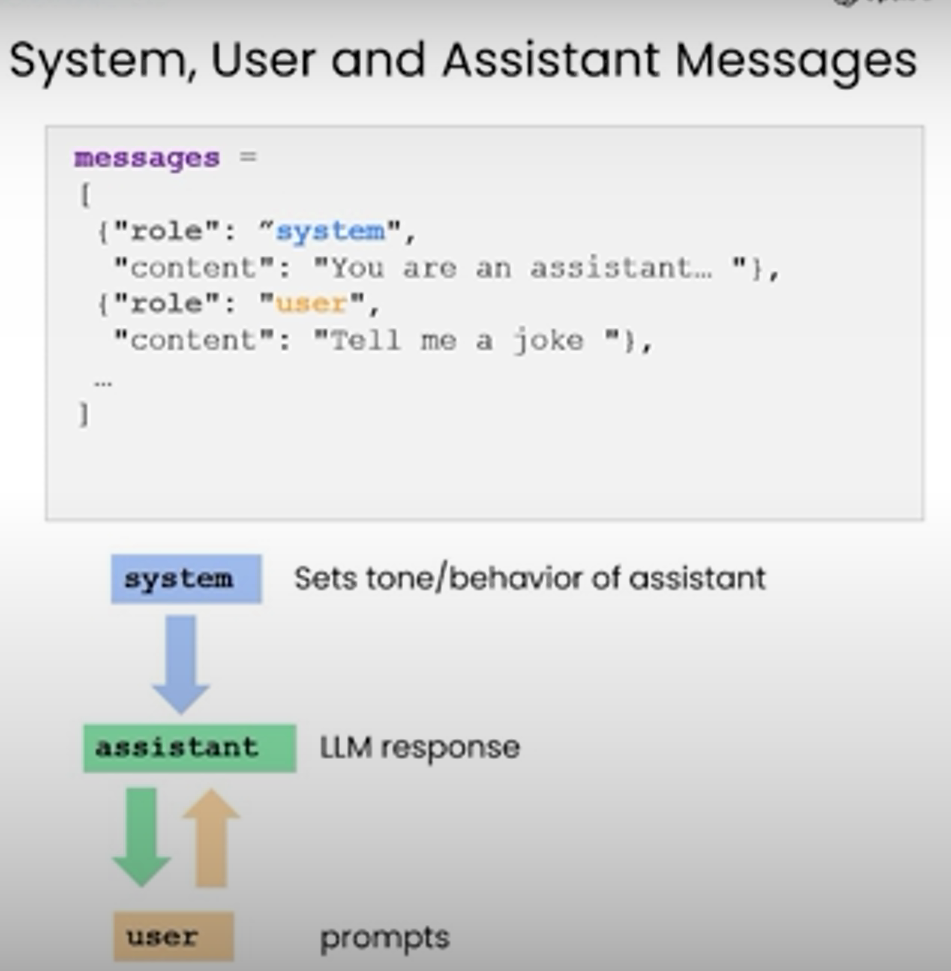 System, User and Assistant Messages
messages =
[
{"role": “system",
"content": "You are an assistant… "},
{"role": "user",
"content": "Tell me a joke "},
…
]
system Sets tone/behavior of assistant
assistant LLM response
user prompts